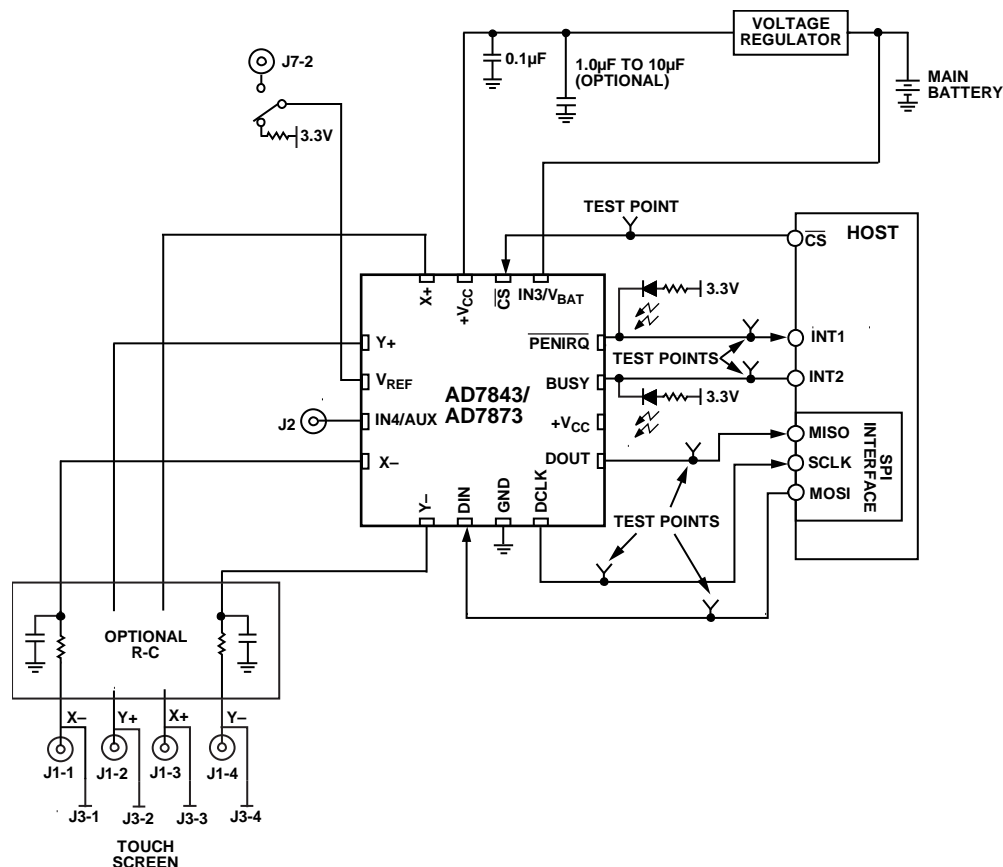 VOLTAGE
REGULATOR
J7-2
0.1µF
1.0µF TO 10µF
(OPTIONAL)
MAIN
BATTERY
3.3V
TEST POINT
HOST
CS
X+
+VCC
CS
IN3/VBAT
3.3V
Y+
PENIRQ
INT1
TEST POINTS
VREF
AD7843/
AD7873
BUSY
INT2
3.3V
J2
IN4/AUX
+VCC
MISO
X–
DOUT
SCLK
SPI
INTERFACE
MOSI
Y–
DIN
GND
DCLK
TEST POINTS
OPTIONAL
R-C
X–
Y+
X+
Y–
J1-1
J1-2
J1-3
J1-4
J3-1
J3-2
J3-3
J3-4
TOUCH
SCREEN